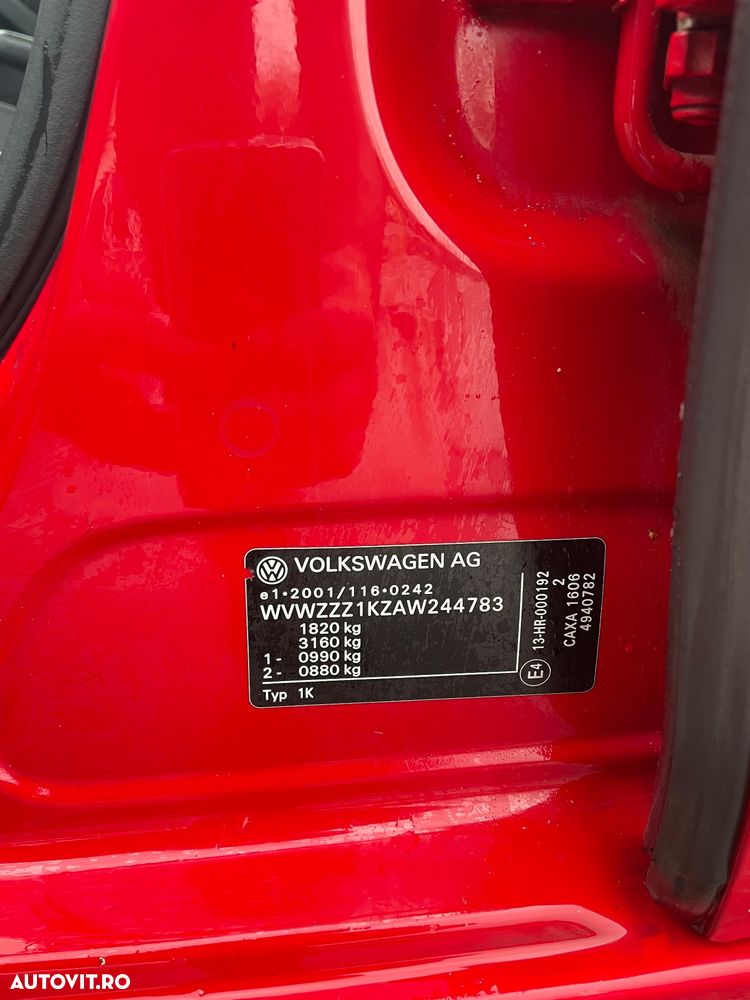 VOLKSWAGEN AG
e1*2001/116*0242
WVWZZZ1KZAW244783
1820 kg
3160 kg
1 - 0990 kg
2 - 0880 kg
Typ 1K
E4
13-HR-000192
2
CAXA 1606
4940782
AUTOVIT.RO